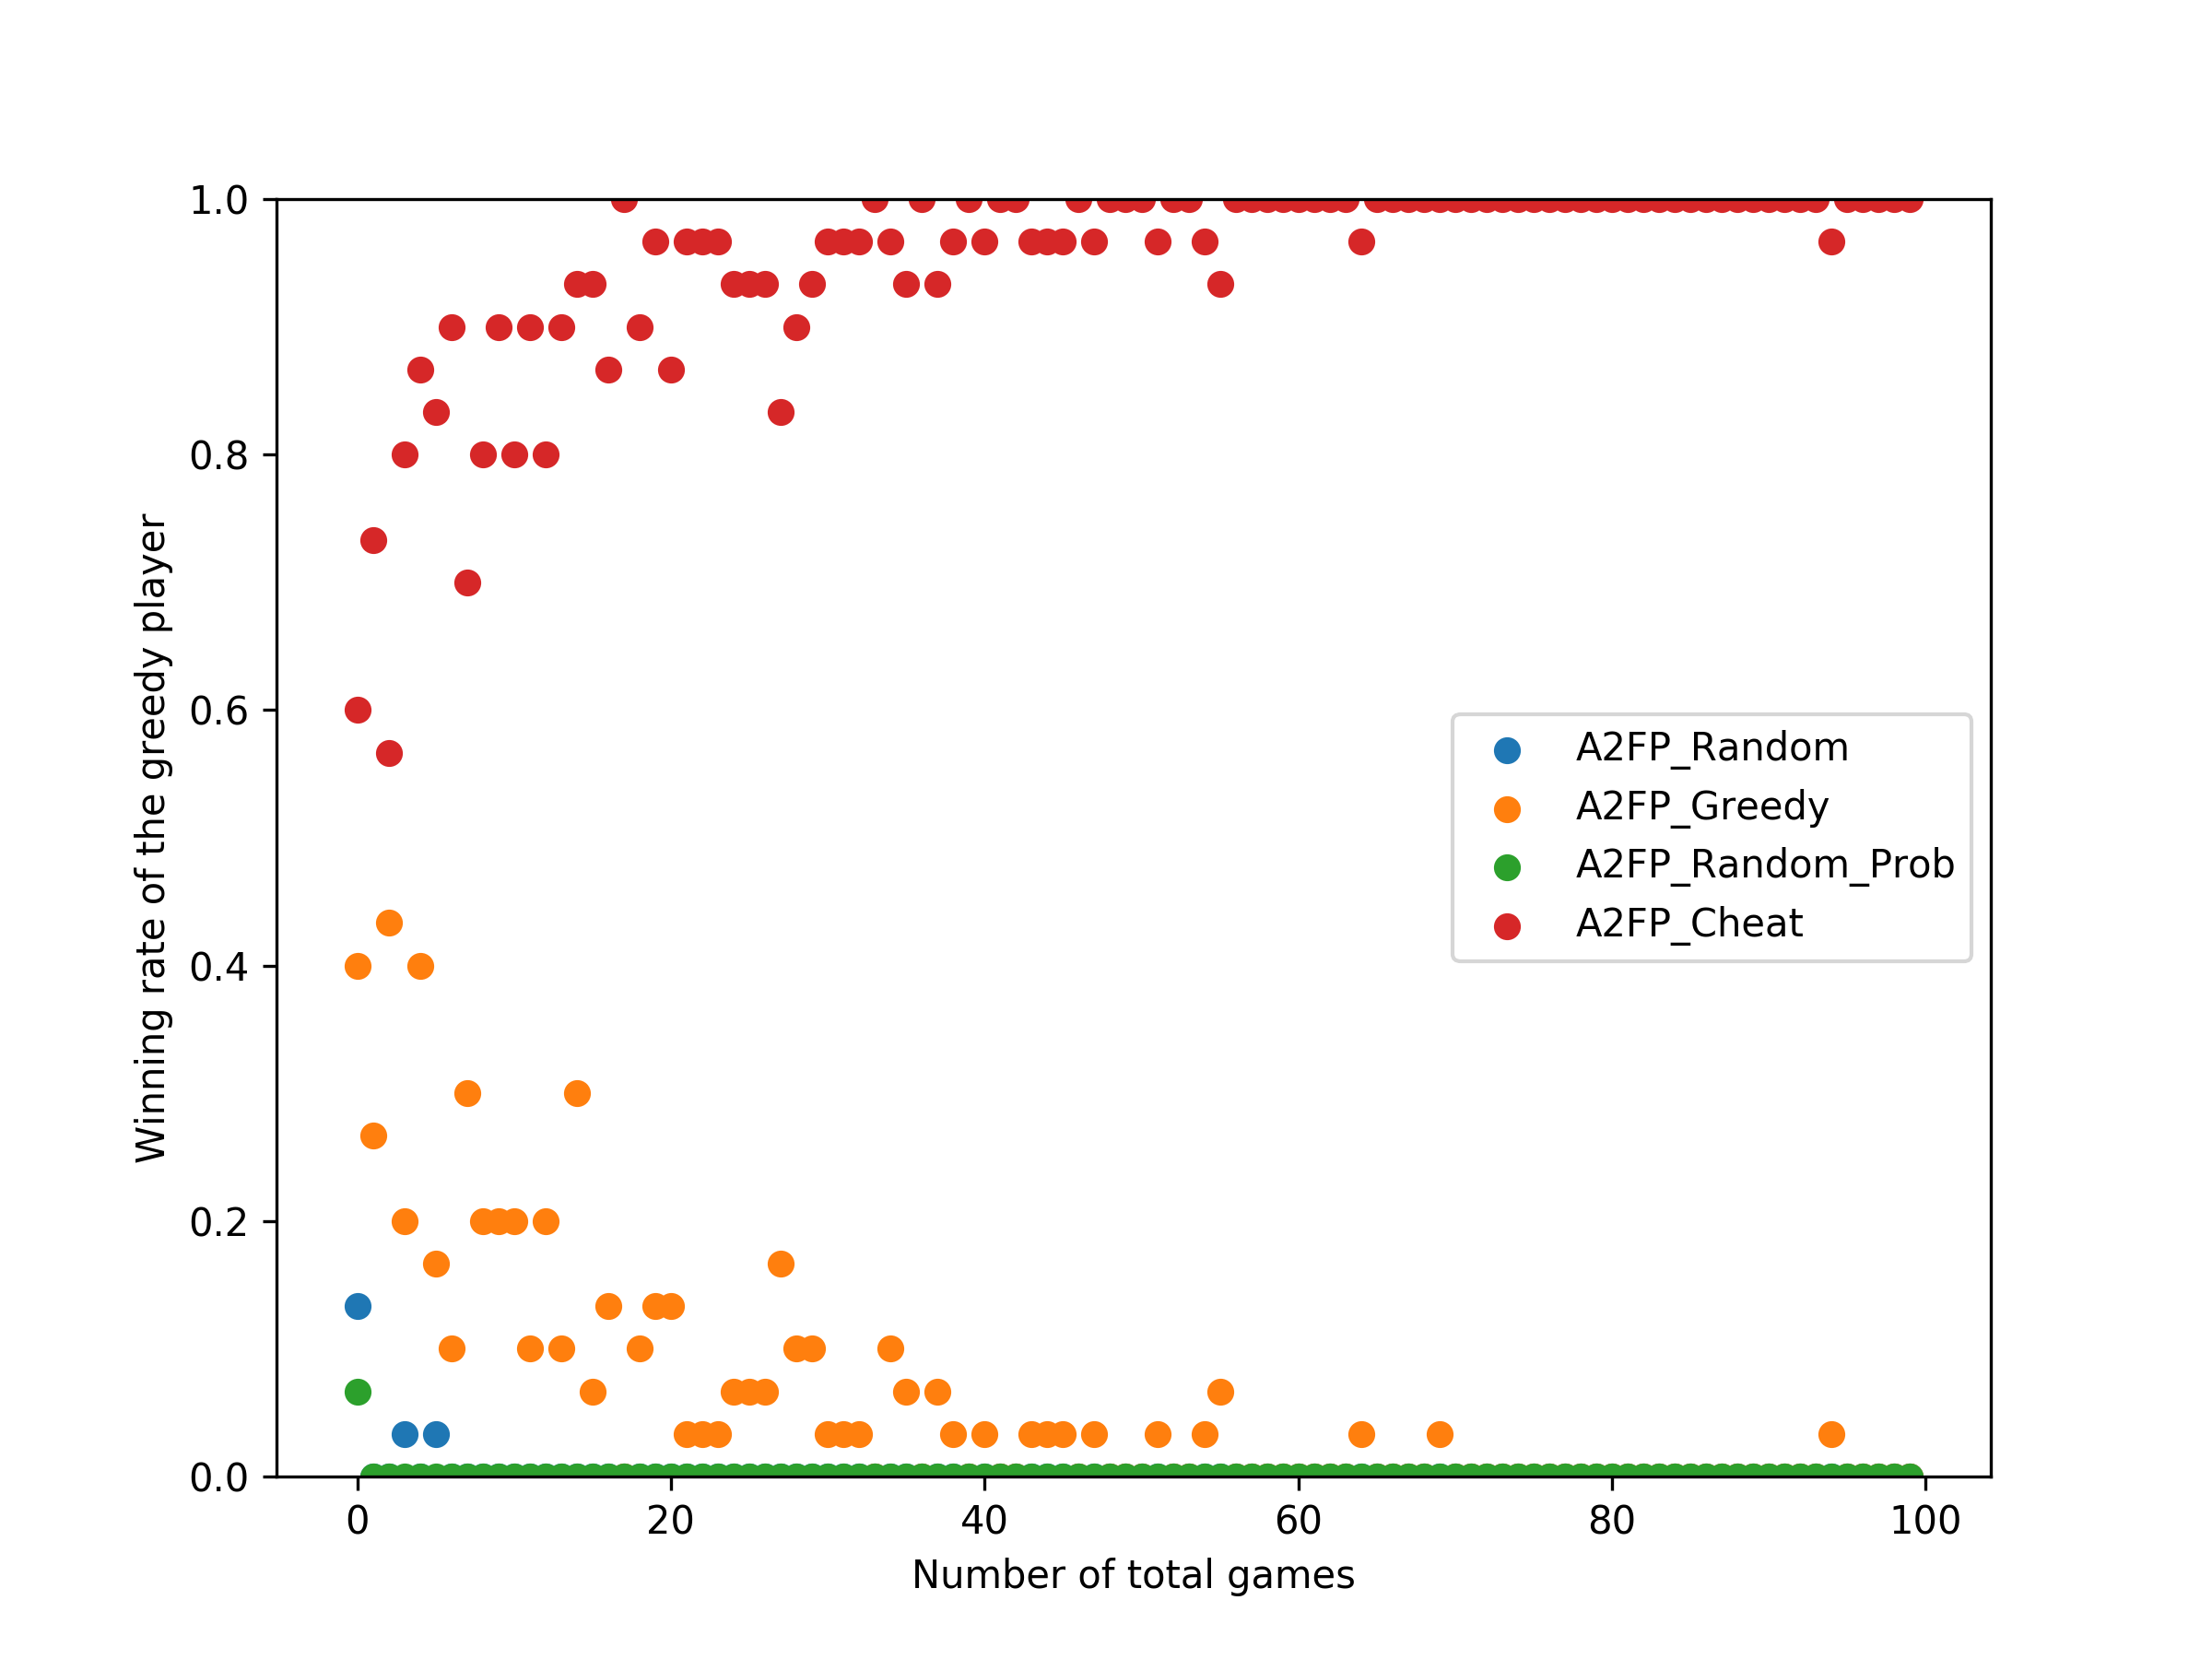 1.0
0.8
0.6
0.4
0.2
0.0
Winning rate of the greedy player
A2FP_Random
A2FP_Greedy
A2FP_Random_Prob
A2FP_Cheat
0 20 40 60 80 100
Number of total games